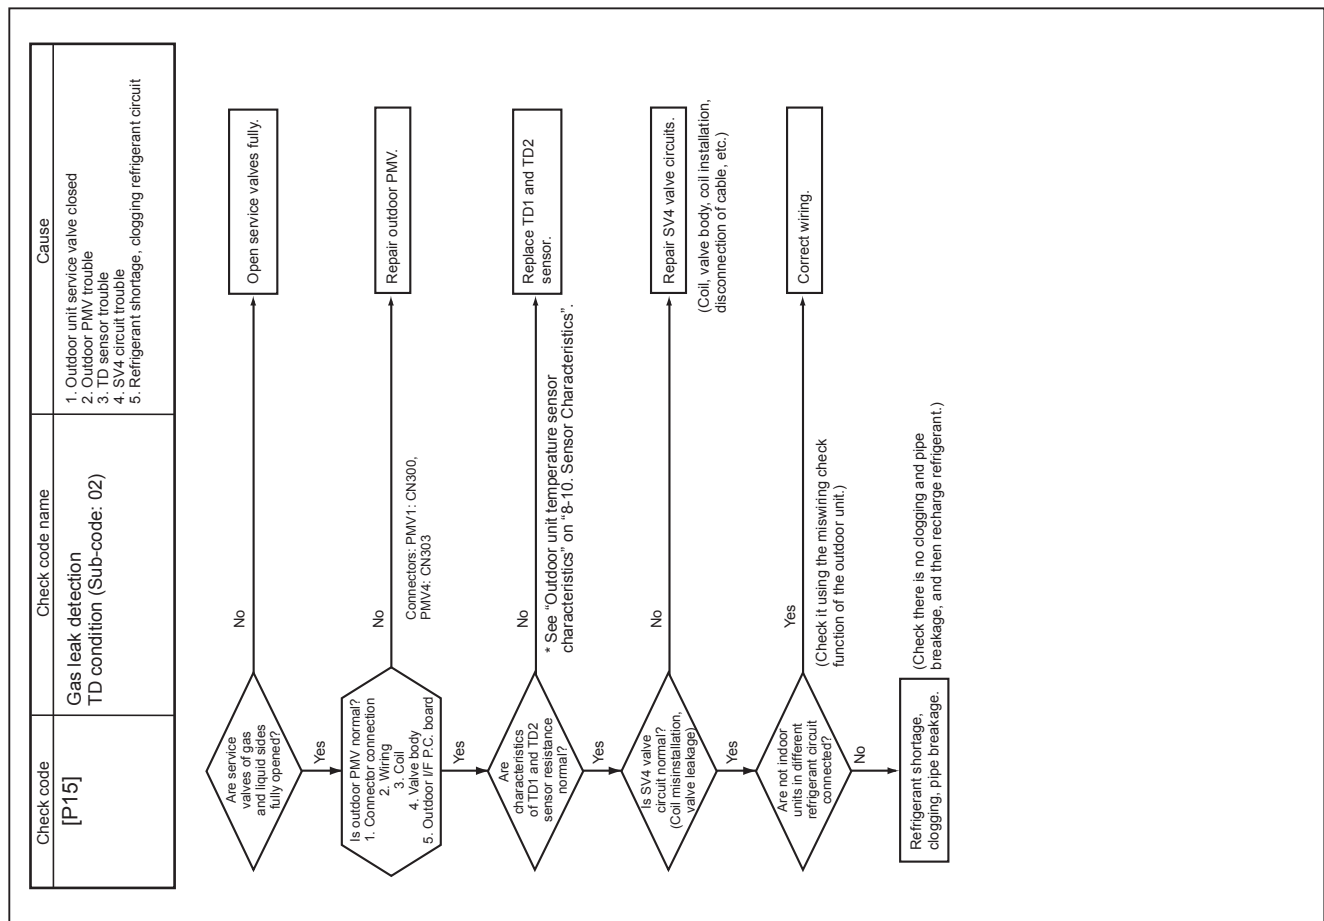 Check code
Check code name
Cause
[P15]
Gas leak detection
TD condition (Sub-code: 02)
1. Outdoor unit service valve closed
2. Outdoor PMV trouble
3. TD sensor trouble
4. SV4 circuit trouble
5. Refrigerant shortage, clogging refrigerant circuit
Are service
valves of gas
and liquid sides
fully opened?
No
Open service valves fully.
Yes
Is outdoor PMV normal?
1. Connector connection
2. Wiring
3. Coil
4. Valve body
5. Outdoor I/F P.C. board
No
Repair outdoor PMV.
Connectors: PMV1: CN300,
PMV4: CN303
Yes
Are
characteristics
of TD1 and TD2
sensor resistance
normal?
No
Replace TD1 and TD2
sensor.
* See “Outdoor unit temperature sensor
characteristics” on “8-10. Sensor Characteristics”.
Yes
Is SV4 valve
circuit normal?
(Coil misinstallation,
valve leakage)
No
Repair SV4 valve circuits.
(Coil, valve body, coil installation,
disconnection of cable, etc.)
Yes
Are not indoor
units in different
refrigerant circuit
connected?
Yes
Correct wiring.
(Check it using the miswiring check
function of the outdoor unit.)
No
Refrigerant shortage,
clogging, pipe breakage.
(Check there is no clogging and pipe
breakage, and then recharge refrigerant.)